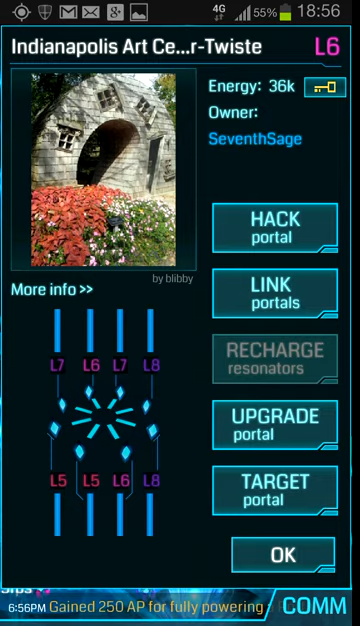 4G 55% 18:56
Indianapolis Art Ce...r-Twiste L6
Energy: 36k
Owner:
SeventhSage
HACK
portal
by blibby
LINK
portals
More info >>
RECHARGE
resonators
L7 L6 L7 L8
UPGRADE
portal
L5 L5 L6 L8
TARGET
portal
OK
6:56PM Gained 250 AP for fully powering
COMM